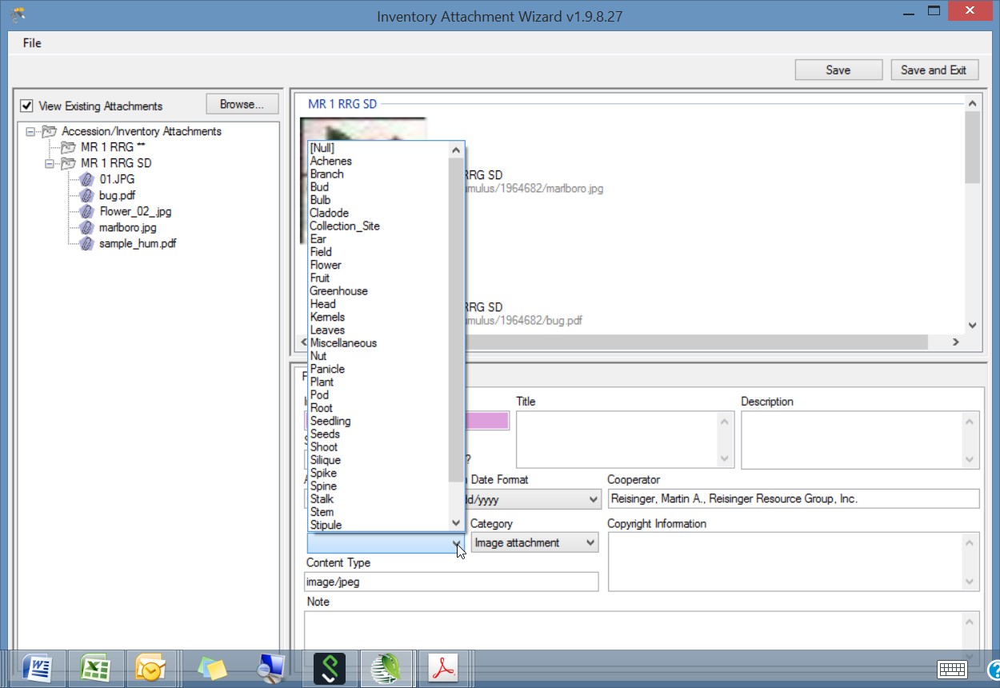 Inventory Attachment Wizard v1.9.8.27
File
Save
Save and Exit
View Existing Attachments
Browse...
Accession/Inventory Attachments
MR 1 RRG **
MR 1 RRG SD
01.JPG
bug.pdf
Flower_02_.jpg
marlboro.jpg
sample_hum.pdf
MR 1 RRG SD
RRG SD
mulus/1964682/marlboro.jpg
RRG SD
mulus/1964682/bug.pdf
[Null]
Achenes
Branch
Bud
Bulb
Cladode
Collection_Site
Ear
Field
Flower
Fruit
Greenhouse
Head
Kernels
Leaves
Miscellaneous
Nut
Panicle
Plant
Pod
Root
Seedling
Seeds
Shoot
Silique
Spike
Spine
Stalk
Stem
Stipule
Title
Description
?
Date Format
Cooperator
/yyyy
Reisinger, Martin A., Reisinger Resource Group, Inc.
Category
Copyright Information
Image attachment
Content Type
image/jpeg
Note